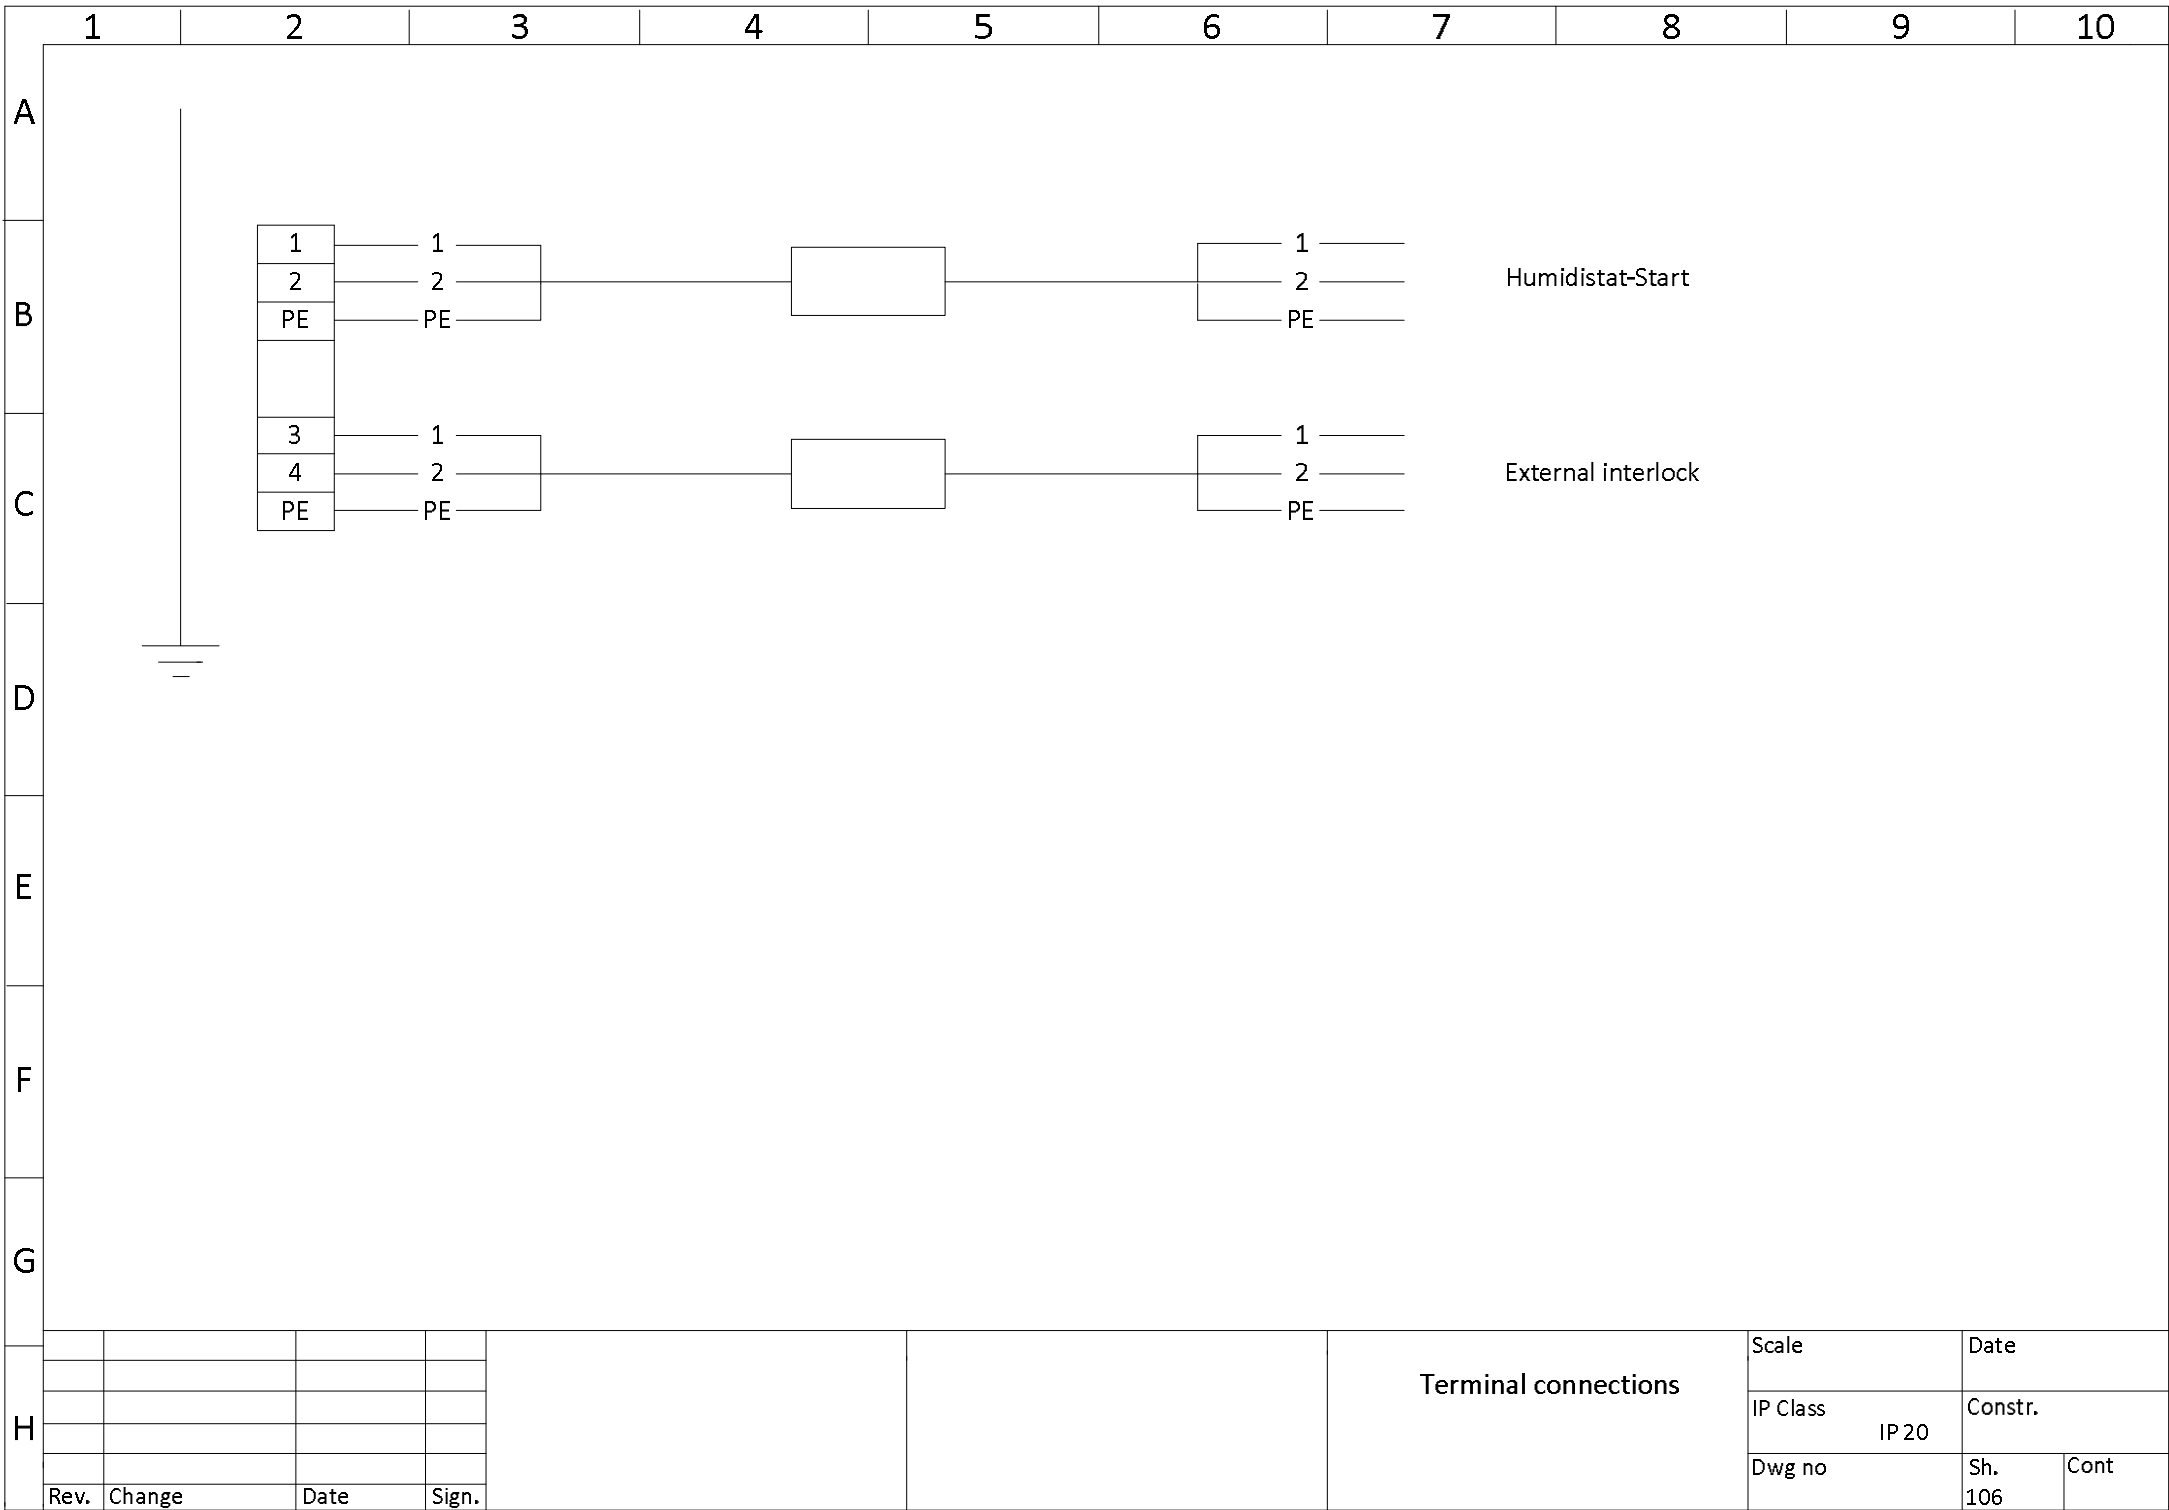 1 2 3 4 5 6 7 8 9 10
A
B
1 1 1
2 2 2 Humidistat-Start
PE PE PE
C
3 1 1
4 2 2 External interlock
PE PE PE
D
E
F
G
H
Rev. Change Date Sign.
Terminal connections
Scale Date
IP Class Constr.
IP 20
Dwg no Sh. Cont
106